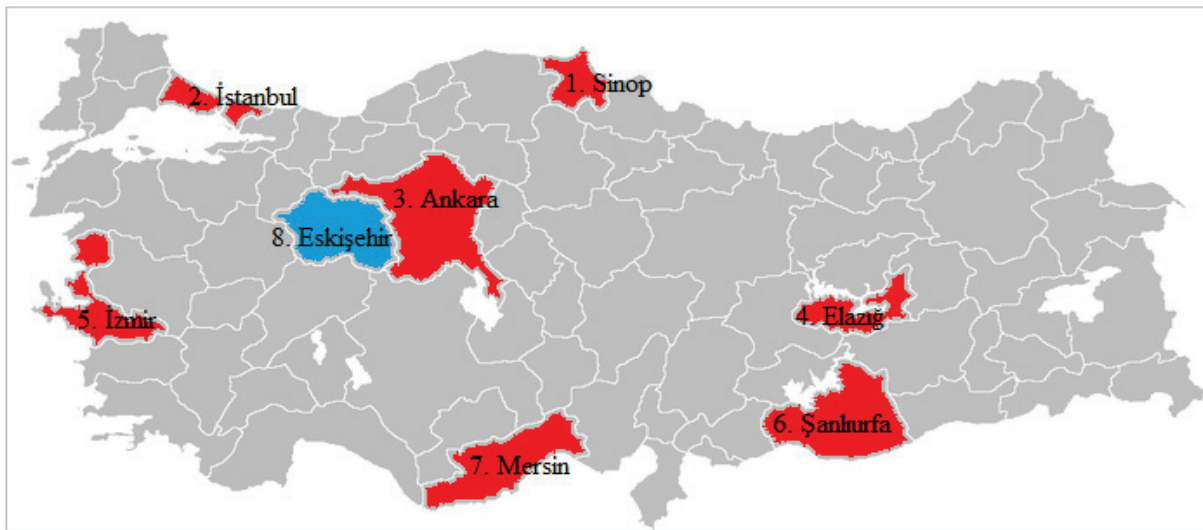 1. Sinop
2. İstanbul
3. Ankara
8. Eskişehir
4. Elazığ
5. İzmir
6. Şanlıurfa
7. Mersin